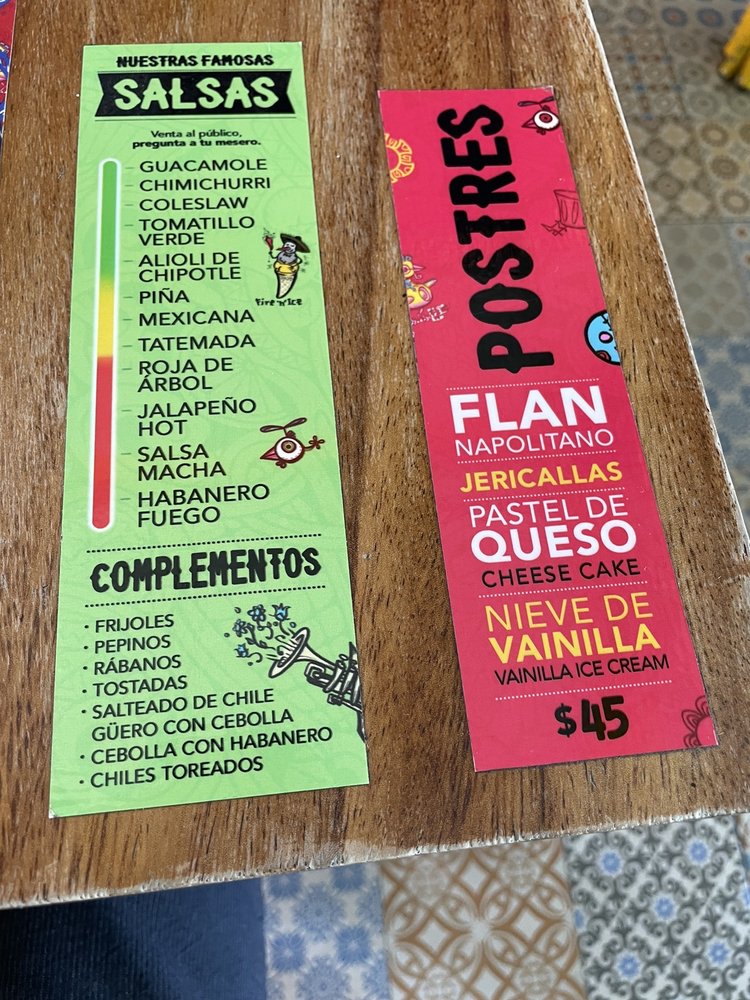 NUESTRAS FAMOSAS
SALSAS
Venta al público,
pregunta a tu mesero.
GUACAMOLE
CHIMICHURRI
COLESLAW
TOMATILLO
VERDE
ALIOLI DE
CHIPOTLE
Fire 'n' Ice
PIÑA
MEXICANA
TATEMADA
ROJA DE
ÁRBOL
JALAPEÑO
HOT
SALSA
MACHA
HABANERO
FUEGO
COMPLEMENTOS
· FRIJOLES
· PEPINOS
· RÁBANOS
· TOSTADAS
· SALTEADO DE CHILE
GÜERO CON CEBOLLA
· CEBOLLA CON HABANERO
· CHILES TOREADOS
POSTRES
FLAN
NAPOLITANO
JERICALLAS
PASTEL DE
QUESO
CHEESE CAKE
NIEVE DE
VAINILLA
VAINILLA ICE CREAM
$45